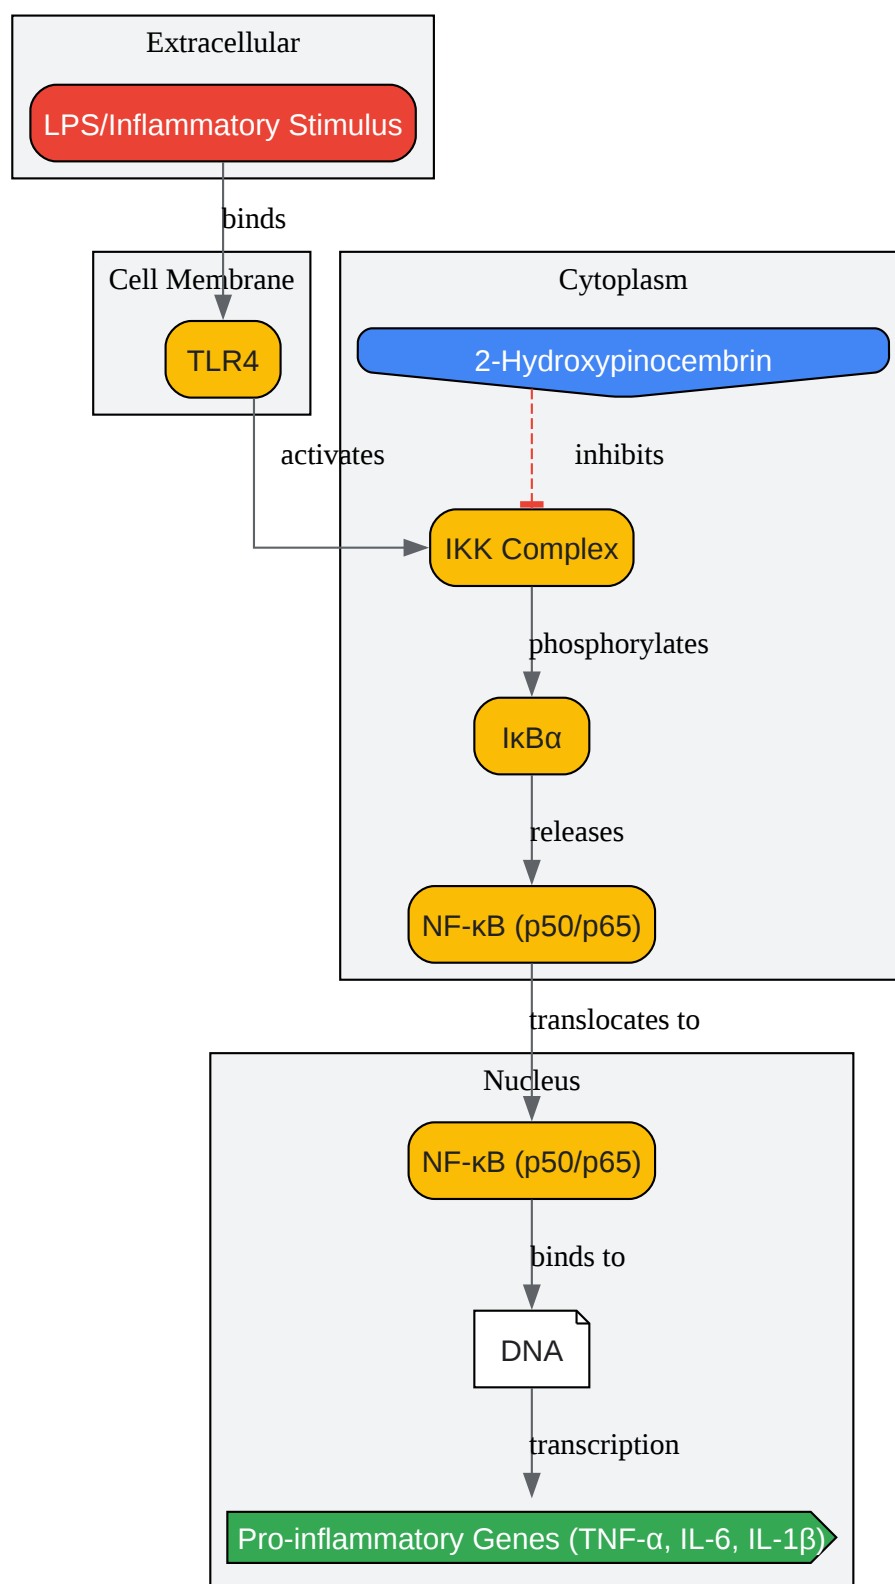 Extracellular
LPS/Inflammatory Stimulus
binds
Cell Membrane
TLR4
Cytoplasm
2-Hydroxypinocembrin
activates
inhibits
IKK Complex
phosphorylates
IκBα
releases
NF-κB (p50/p65)
translocates to
Nucleus
NF-κB (p50/p65)
binds to
DNA
transcription
Pro-inflammatory Genes (TNF-α, IL-6, IL-1β)